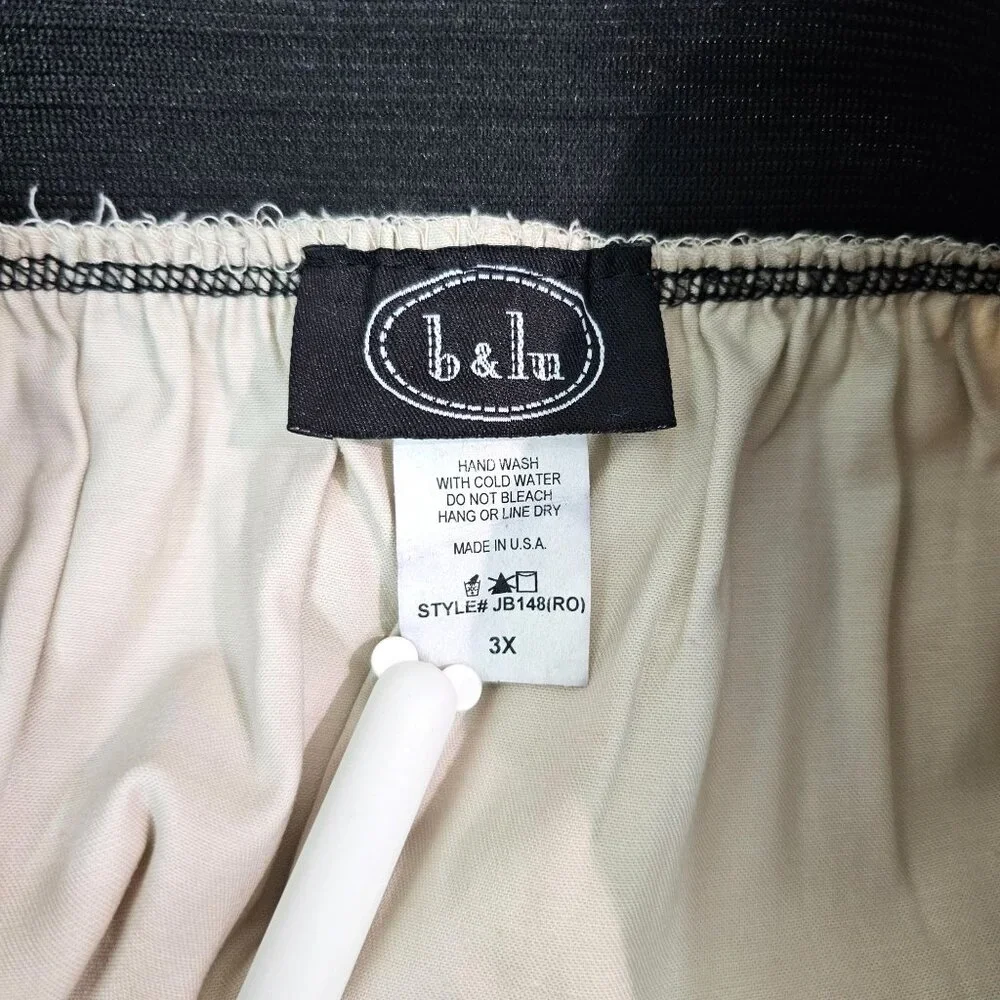 b & lu
HAND WASH
WITH COLD WATER
DO NOT BLEACH
HANG OR LINE DRY
MADE IN U.S.A.
STYLE# JB148(RO)
3X